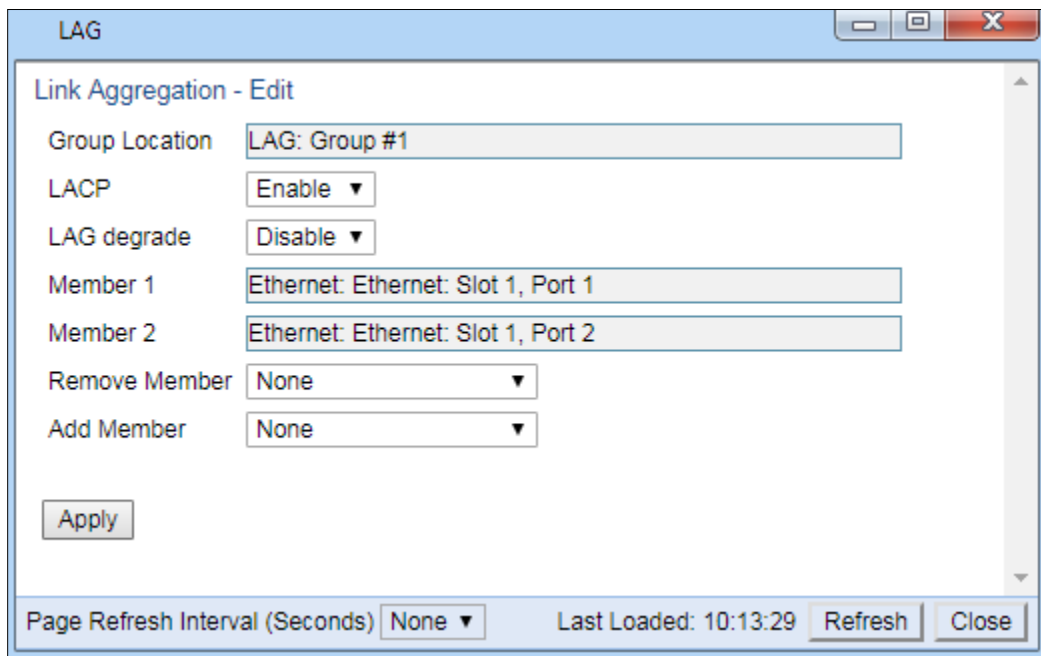 LAG
Link Aggregation - Edit
Group Location LAG: Group #1
LACP Enable
LAG degrade Disable
Member 1 Ethernet: Ethernet: Slot 1, Port 1
Member 2 Ethernet: Ethernet: Slot 1, Port 2
Remove Member None
Add Member None
Apply
Page Refresh Interval (Seconds) None Last Loaded: 10:13:29 Refresh Close